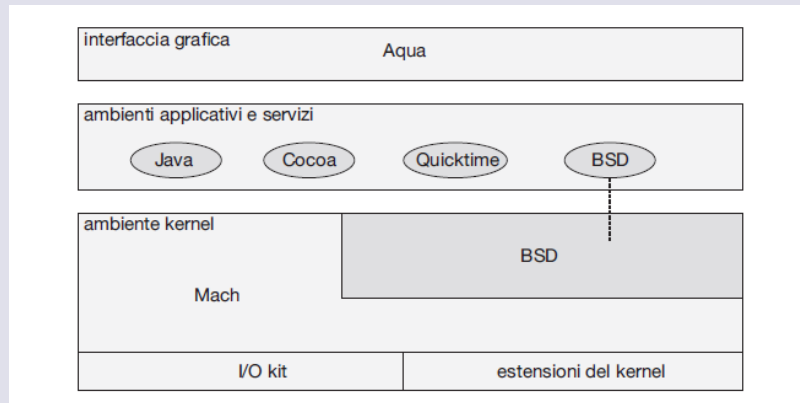 interfaccia grafica
Aqua
ambienti applicativi e servizi
Java Cocoa Quicktime BSD
ambiente kernel
BSD
Mach
I/O kit estensioni del kernel